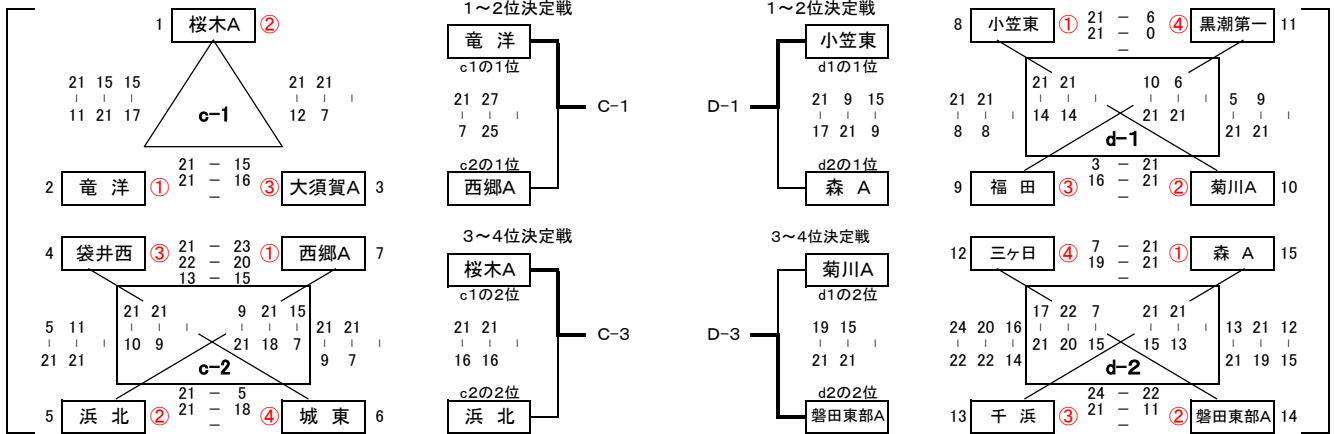 1 桜木A ②
21 15 15
11 21 17
c-1
21 21
12 7
2 竜 洋 ①
21 － 15
21 － 16
－
③ 大須賀A 3
4 袋井西 ③
21 － 23
22 － 20
13 － 15
① 西郷A 7
5 11
21 21
21 21
10 9
9 21 15
21 18 7
21 21
9 7
c-2
5 浜 北 ②
21 － 5
21 － 18
－
④ 城 東 6
1～2位決定戦
竜 洋
c1の1位
21 27
7 25
C-1
c2の1位
西郷A
3～4位決定戦
桜木A
c1の2位
21 21
16 16
C-3
c2の2位
浜 北
1～2位決定戦
小笠東
d1の1位
D-1
21 9 15
17 21 9
d2の1位
森 A
3～4位決定戦
菊川A
d1の2位
D-3
19 15
21 21
d2の2位
磐田東部A
8 小笠東 ①
21 － 6
21 － 0
－
④ 黒潮第一 11
21 21
8 8
21 21
14 14
10 6
21 21
5 9
21 21
d-1
9 福 田 ③
3 － 21
16 － 21
－
② 菊川A 10
12 三ヶ日 ④
7 － 21
19 － 21
－
① 森 A 15
24 20 16
22 22 14
17 22 7
21 20 15
21 21
15 13
13 21 12
21 19 15
d-2
13 千 浜 ③
24 － 22
21 － 11
－
② 磐田東部A 14